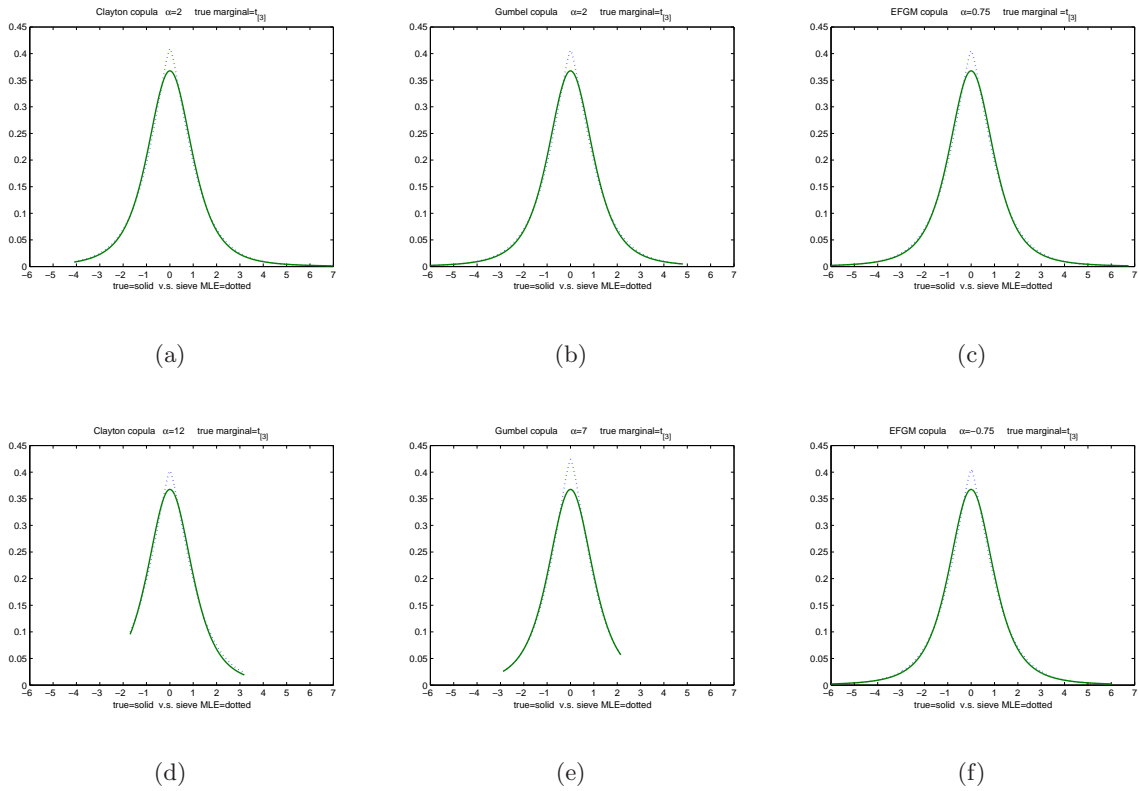 Clayton copula α=2 true marginal=t[3]
0.45
0.4
0.35
0.3
0.25
0.2
0.15
0.1
0.05
0
−6 −5 −4 −3 −2 −1 0 1 2 3 4 5 6 7
true=solid v.s. sieve MLE=dotted
(a)
Gumbel copula α=2 true marginal=t[3]
0.45
0.4
0.35
0.3
0.25
0.2
0.15
0.1
0.05
0
−6 −5 −4 −3 −2 −1 0 1 2 3 4 5 6 7
true=solid v.s. sieve MLE=dotted
(b)
EFGM copula α=0.75 true marginal =t[3]
0.45
0.4
0.35
0.3
0.25
0.2
0.15
0.1
0.05
0
−6 −5 −4 −3 −2 −1 0 1 2 3 4 5 6 7
true=solid v.s. sieve MLE=dotted
(c)
Clayton copula α=12 true marginal=t[3]
0.45
0.4
0.35
0.3
0.25
0.2
0.15
0.1
0.05
0
−6 −5 −4 −3 −2 −1 0 1 2 3 4 5 6 7
true=solid v.s. sieve MLE=dotted
(d)
Gumbel copula α=7 true marginal=t[3]
0.45
0.4
0.35
0.3
0.25
0.2
0.15
0.1
0.05
0
−6 −5 −4 −3 −2 −1 0 1 2 3 4 5 6 7
true=solid v.s. sieve MLE=dotted
(e)
EFGM copula α=−0.75 true marginal=t[3]
0.45
0.4
0.35
0.3
0.25
0.2
0.15
0.1
0.05
0
−6 −5 −4 −3 −2 −1 0 1 2 3 4 5 6 7
true=solid v.s. sieve MLE=dotted
(f)